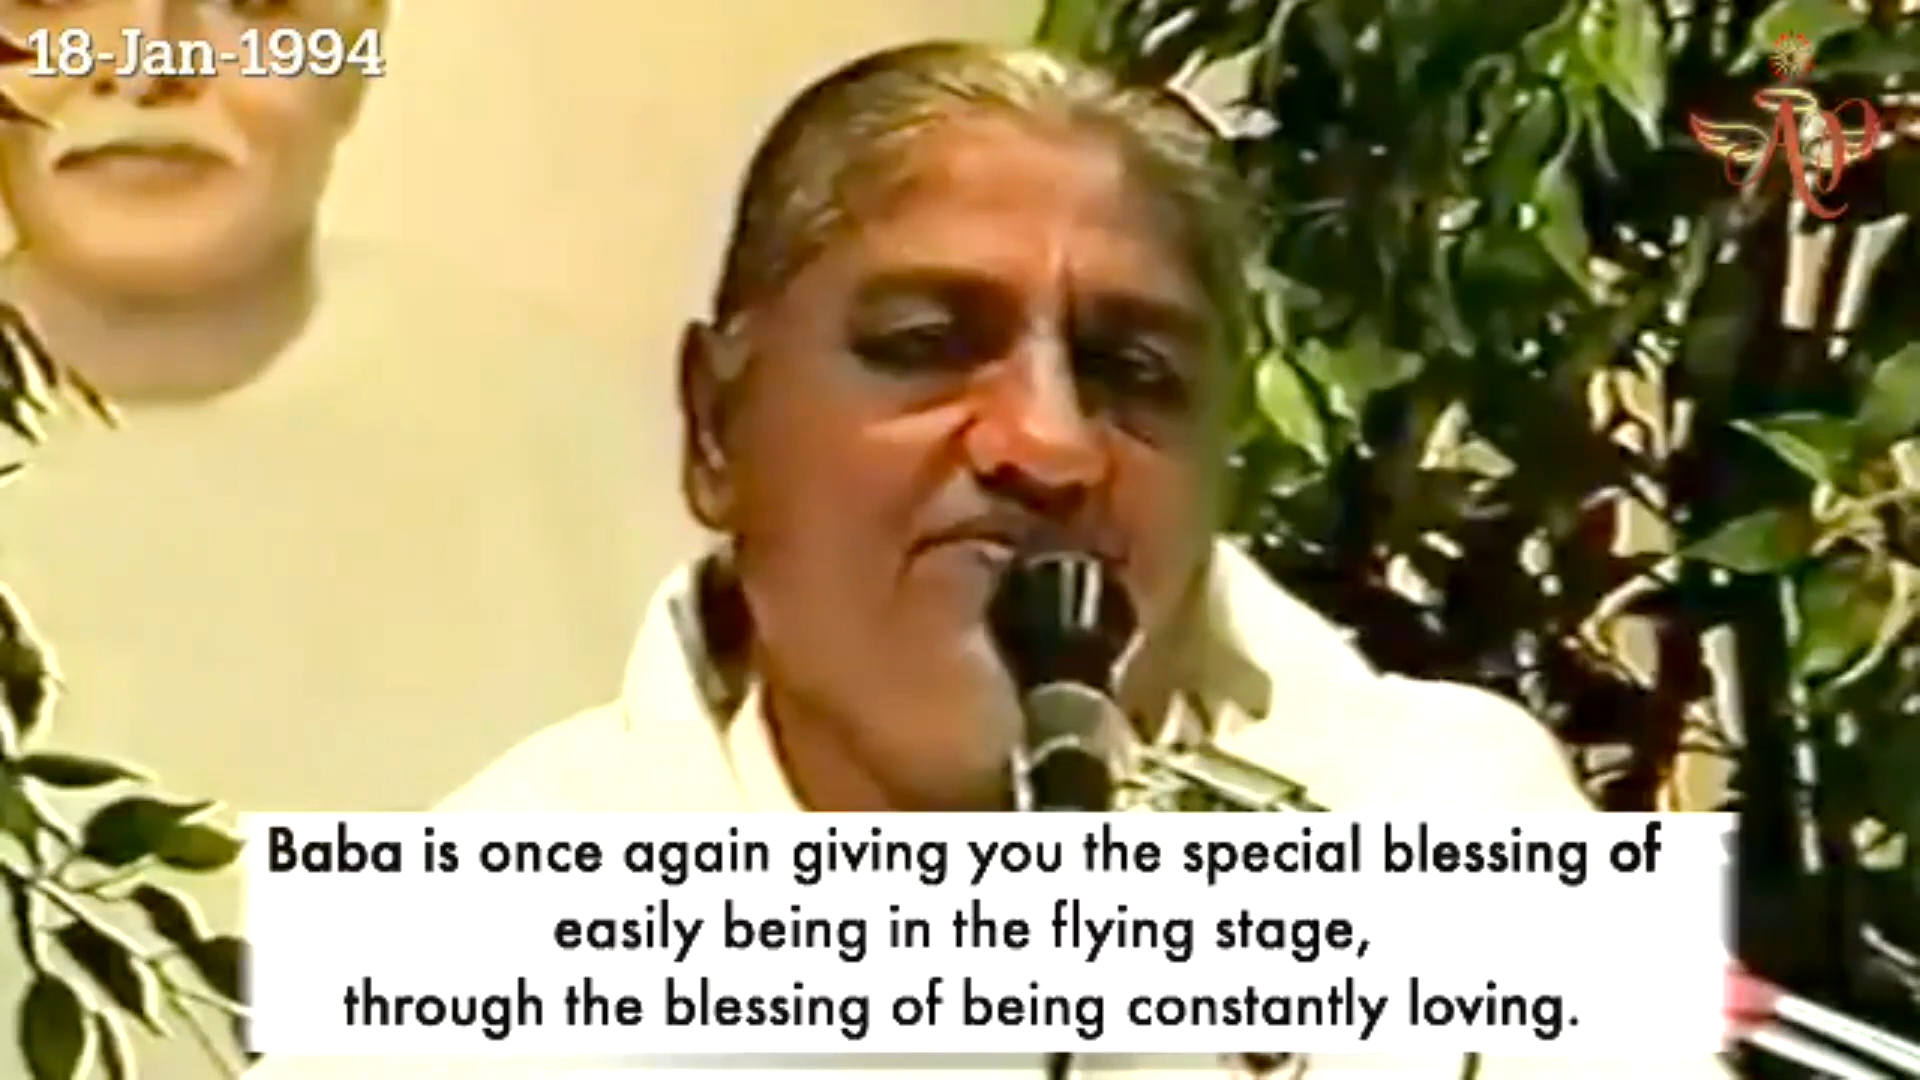 18-Jan-1994
Baba is once again giving you the special blessing of
easily being in the flying stage,
through the blessing of being constantly loving.